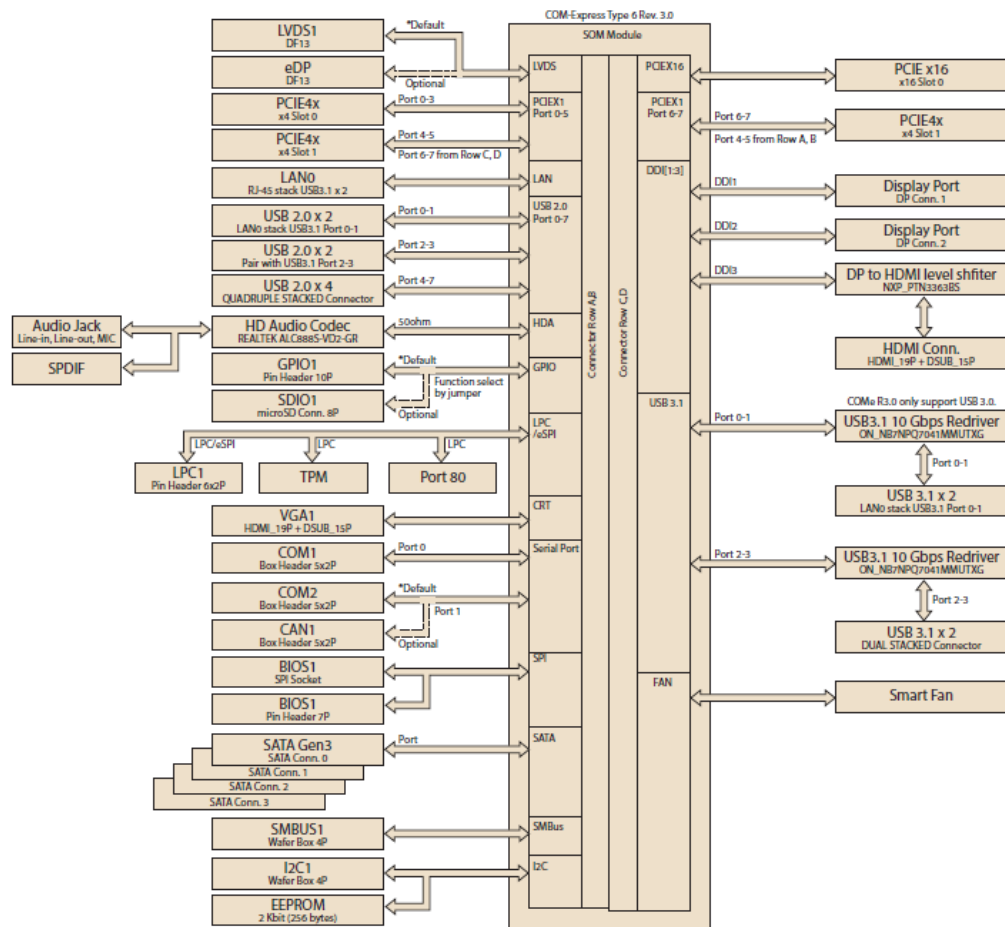 COM-Express Type 6 Rev. 3.0
SOM Module
LVDS1
DF13
*Default
eDP
DF13
Optional
LVDS
PCIE4x
x4 Slot 0
Port 0-3
PCIEX1
Port 0-5
PCIE4x
x4 Slot 1
Port 4-5
Port 6-7 from Row C, D
LAN0
RJ-45 stack USB3.1 x 2
LAN
USB 2.0 x 2
LAN0 stack USB3.1 Port 0-1
Port 0-1
USB 2.0
Port 0-7
USB 2.0 x 2
Pair with USB3.1 Port 2-3
Port 2-3
USB 2.0 x 4
QUADRUPLE STACKED Connector
Port 4-7
Audio Jack
Line-in, Line-out, MIC
SPDIF
HD Audio Codec
REALTEK ALC888S-VD2-GR
50ohm
HDA
GPIO1
Pin Header 10P
*Default
Function select
by jumper
GPIO
SDIO1
microSD Conn. 8P
Optional
LPC
/eSPI
LPC/eSPI
LPC
LPC
LPC1
Pin Header 6x2P
TPM
Port 80
VGA1
HDMI_19P + DSUB_15P
CRT
COM1
Box Header 5x2P
Port 0
Serial Port
COM2
Box Header 5x2P
*Default
Port 1
CAN1
Box Header 5x2P
Optional
BIOS1
SPI Socket
SPI
BIOS1
Pin Header 7P
SATA Gen3
SATA Conn. 0
SATA Conn. 1
SATA Conn. 2
SATA Conn. 3
Port
SATA
SMBUS1
Wafer Box 4P
SMBus
I2C1
Wafer Box 4P
I2C
EEPROM
2 Kbit (256 bytes)
Connector Row A,B
Connector Row C,D
PCIEX16
PCIE x16
x16 Slot 0
PCIEX1
Port 6-7
Port 6-7
Port 4-5 from Row A, B
PCIE4x
x4 Slot 1
DDI[1:3]
DDI1
Display Port
DP Conn. 1
DDI2
Display Port
DP Conn. 2
DDI3
DP to HDMI level shfiter
NXP_PTN3363BS
HDMI Conn.
HDMI_19P + DSUB_15P
USB 3.1
COMe R3.0 only support USB 3.0.
Port 0-1
USB3.1 10 Gbps Redriver
ON_NB7NPQ7041MMUTXG
Port 0-1
USB 3.1 x 2
LAN0 stack USB3.1 Port 0-1
Port 2-3
USB3.1 10 Gbps Redriver
ON_NB7NPQ7041MMUTXG
Port 2-3
USB 3.1 x 2
DUAL STACKED Connector
FAN
Smart Fan